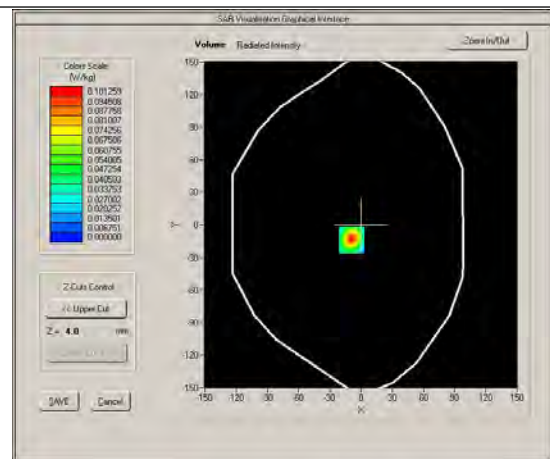 SAR Visualisation Graphical Interface
Volume Radiated Intensity
Zoom In/Out
Colors Scale
(W/kg)
0.101259
0.094508
0.087758
0.081007
0.074256
0.067506
0.060755
0.054005
0.047254
0.040503
0.033753
0.027002
0.020252
0.013501
0.006751
0.000000
150
120
90
60
30
0
-30
-60
-90
-120
-150
Y
-150 -120 -90 -60 -30 0 30 60 90 120 150
X
Z-Cuts Control
<< Upper Cut
Z = 4.0 mm
SAVE
Cancel